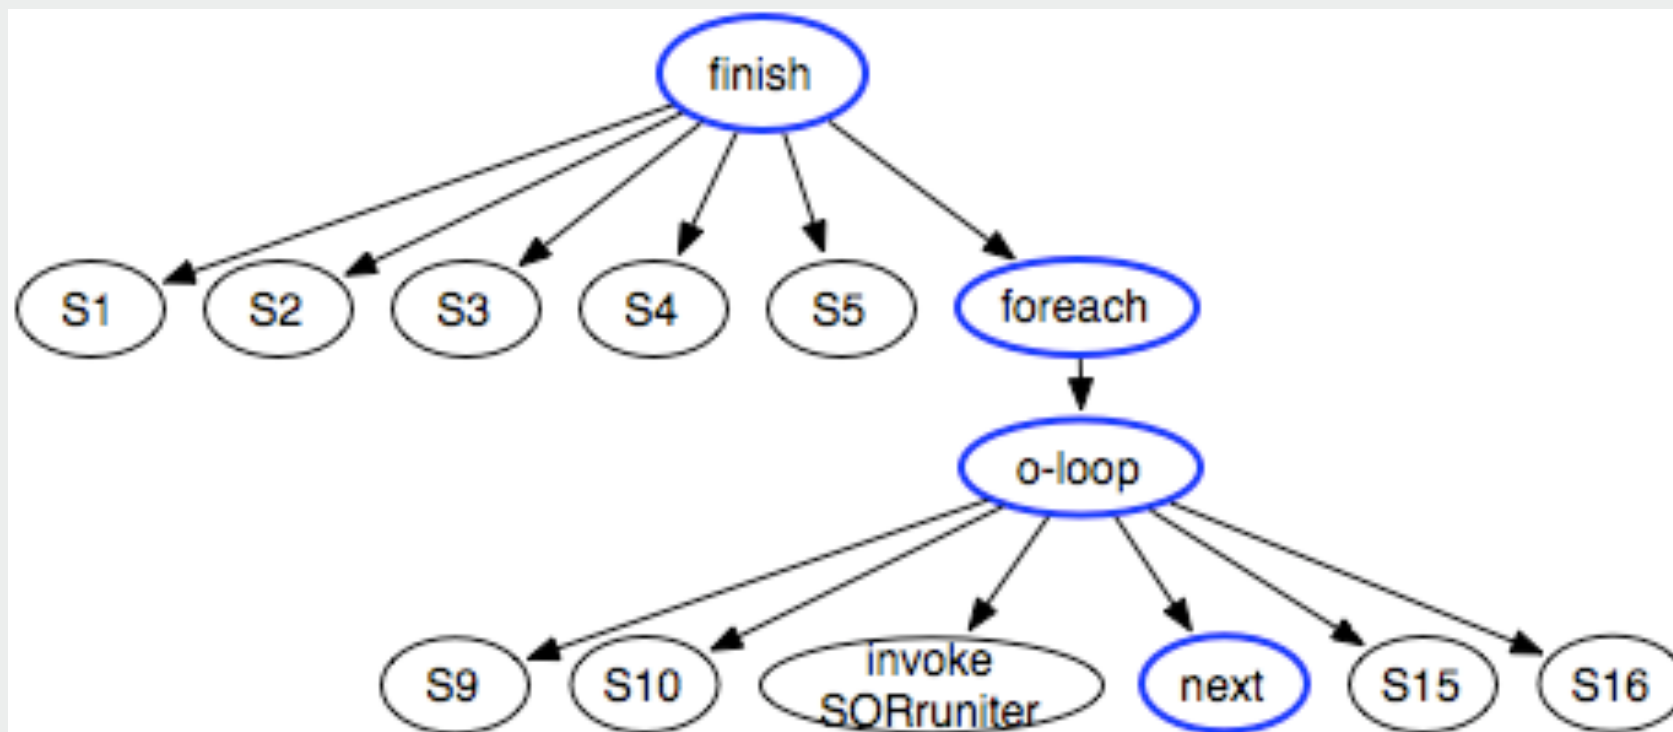 finish
S1
S2
S3
S4
S5
foreach
o-loop
S9
S10
invoke
SORruniter
next
S15
S16